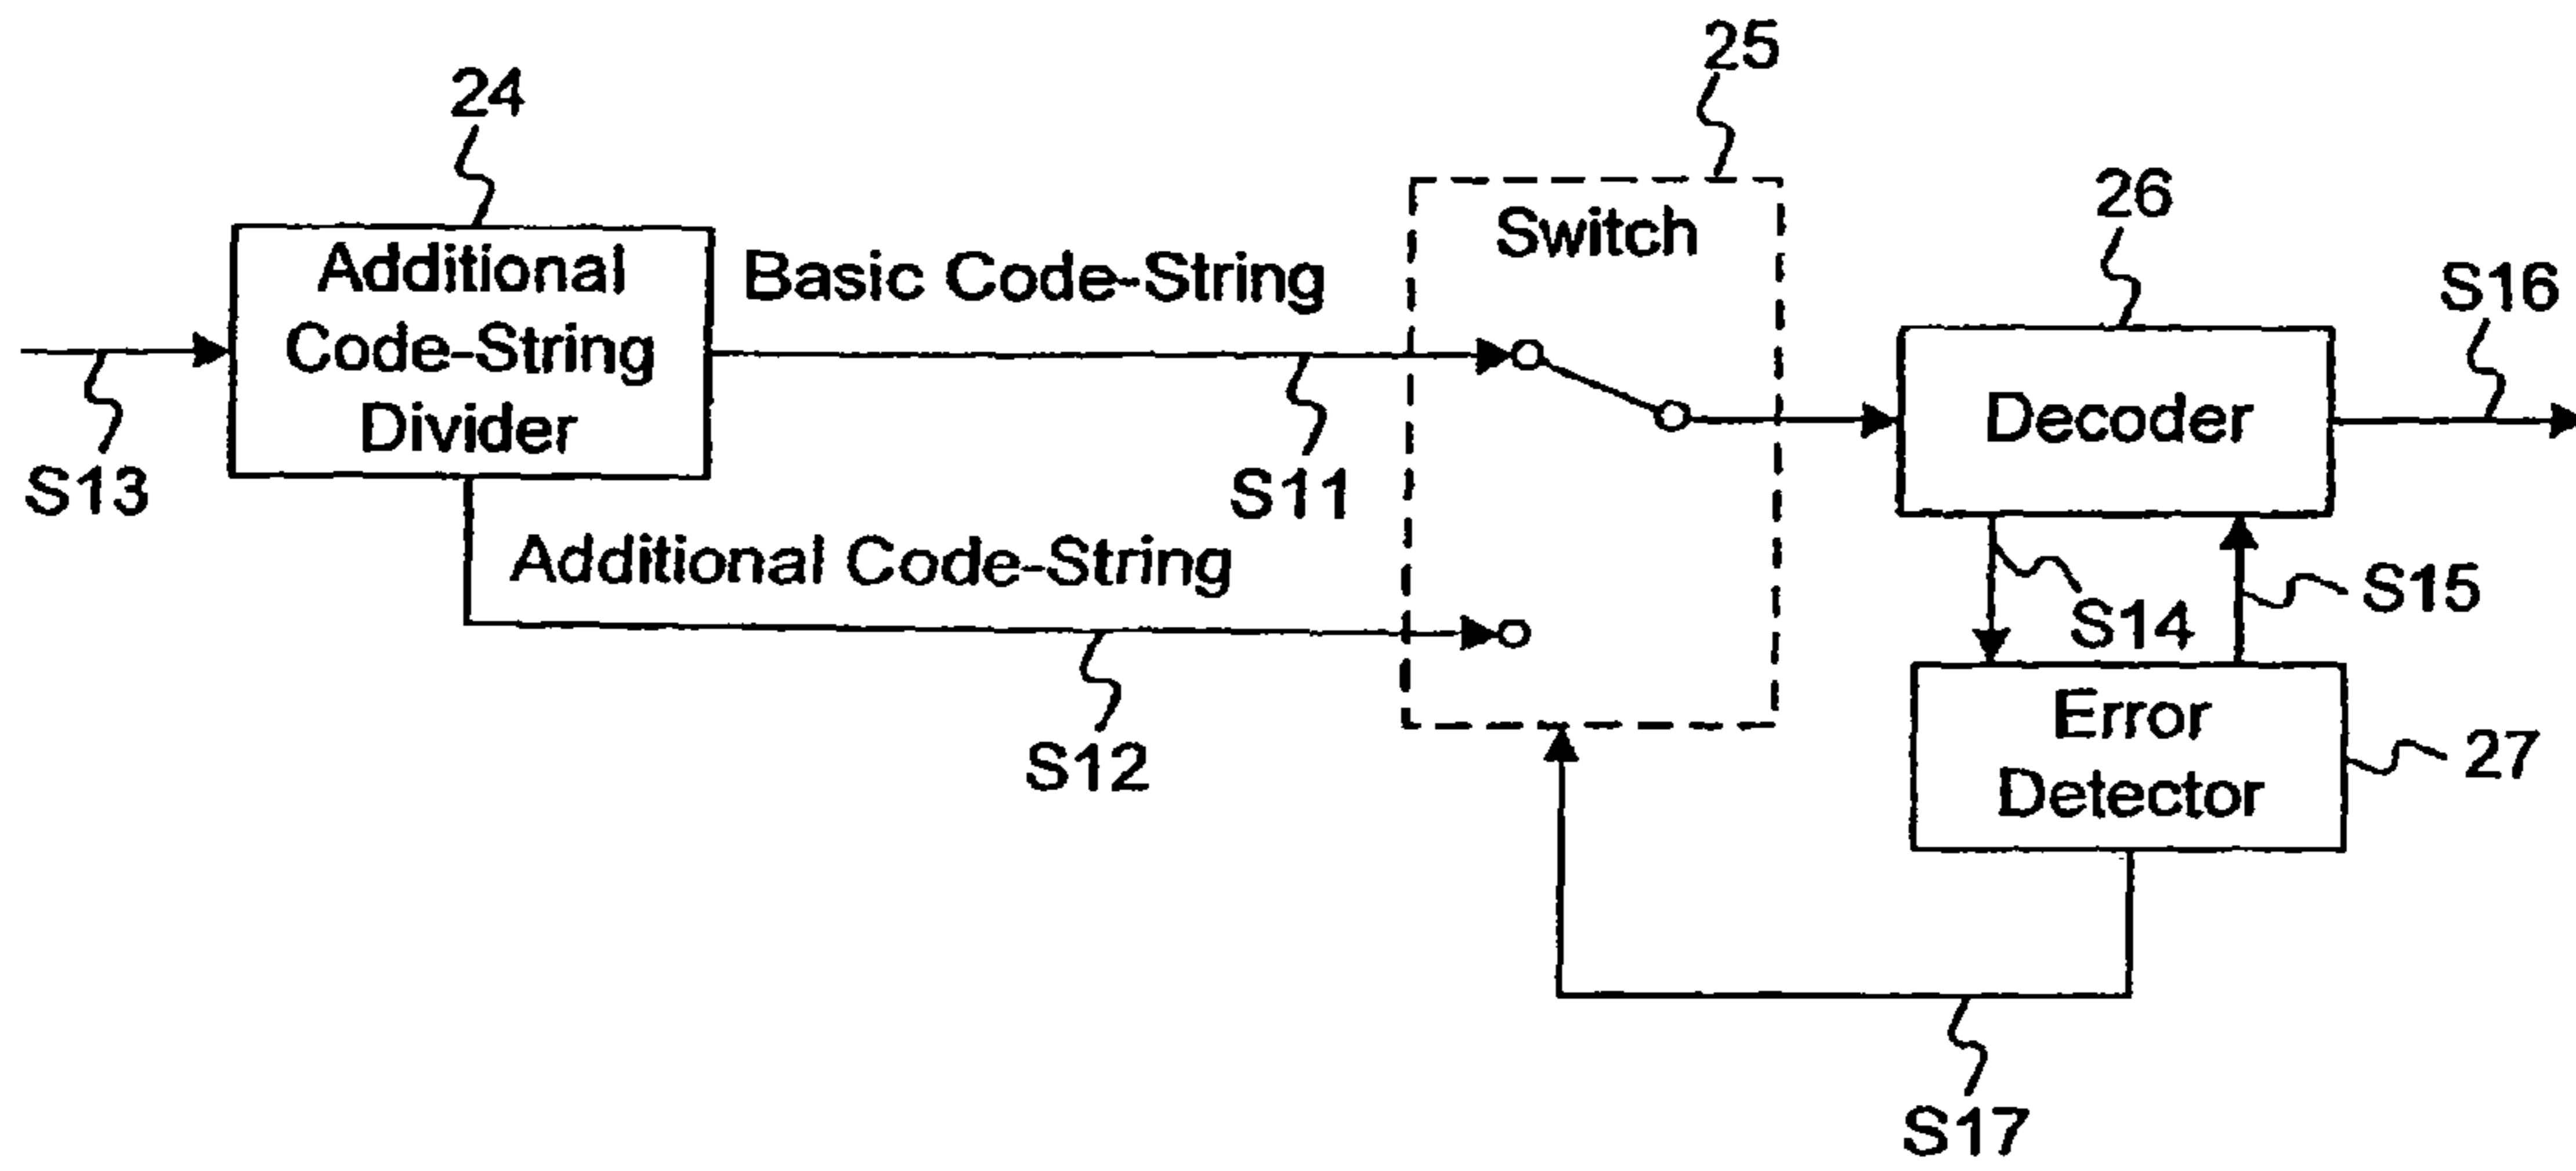 25
24
26
Switch
Additional
Code-String
Divider
Basic Code-String
S16
Decoder
S13
S11
Additional Code-String
S14
S15
Error
Detector
27
S12
S17